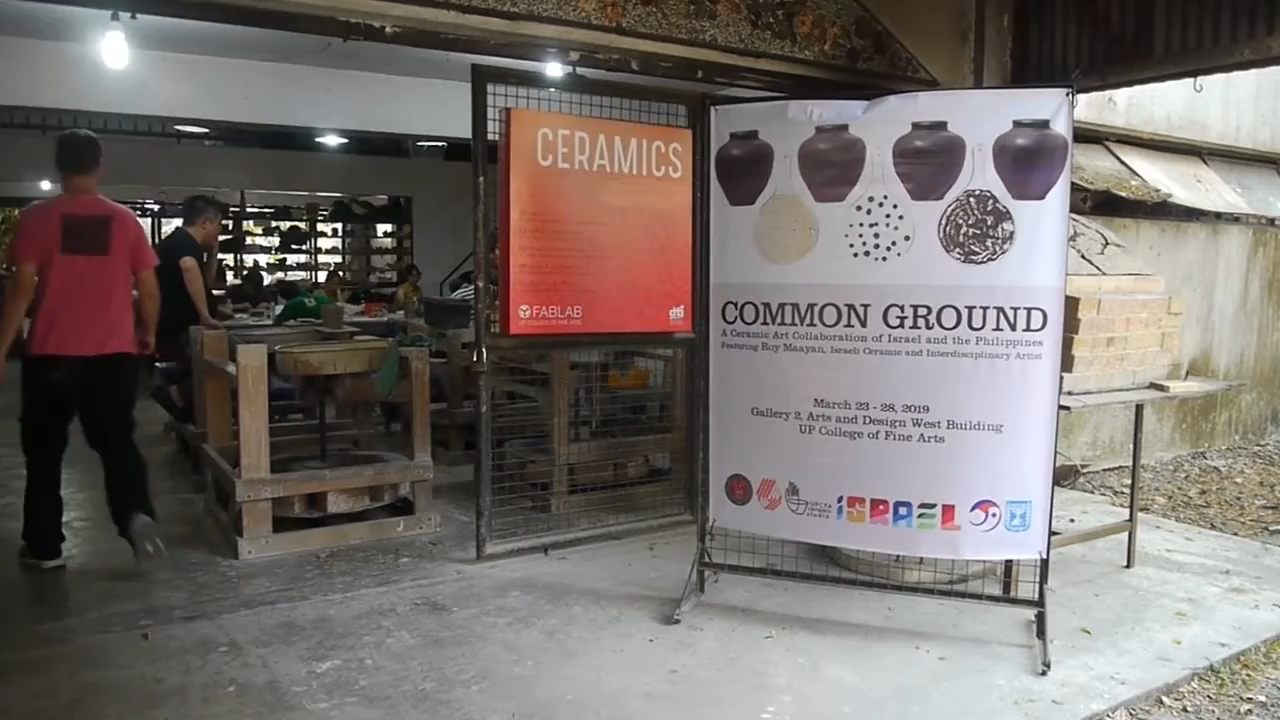 CERAMICS
FABLAB
UP COLLEGE OF FINE ARTS
dti
COMMON GROUND
A Ceramic Art Collaboration of Israel and the Philippines
Featuring Roy Maayan, Israeli Ceramic and Interdisciplinary Artist
March 23 - 28, 2019
Gallery 2, Arts and Design West Building
UP College of Fine Arts
ISRAEL